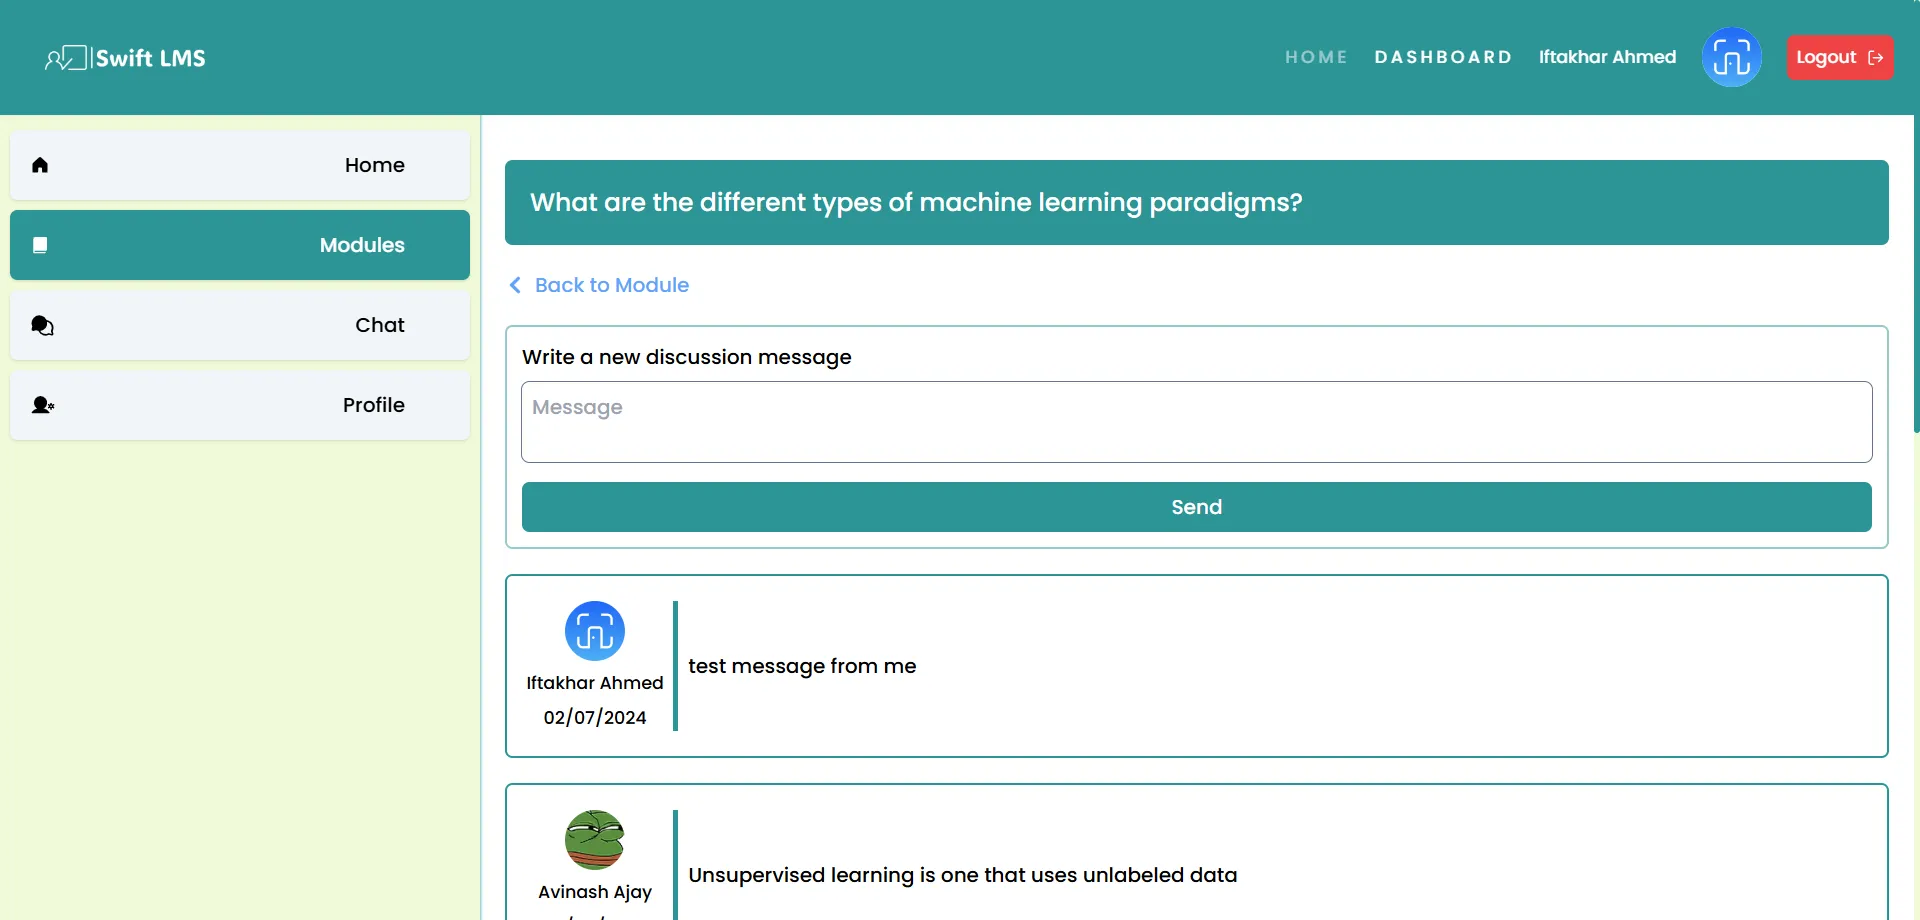 Swift LMS
HOME DASHBOARD Iftakhar Ahmed Logout
Home
Modules
Chat
Profile
What are the different types of machine learning paradigms?
Back to Module
Write a new discussion message
Message
Send
Iftakhar Ahmed
02/07/2024
test message from me
Avinash Ajay
Unsupervised learning is one that uses unlabeled data